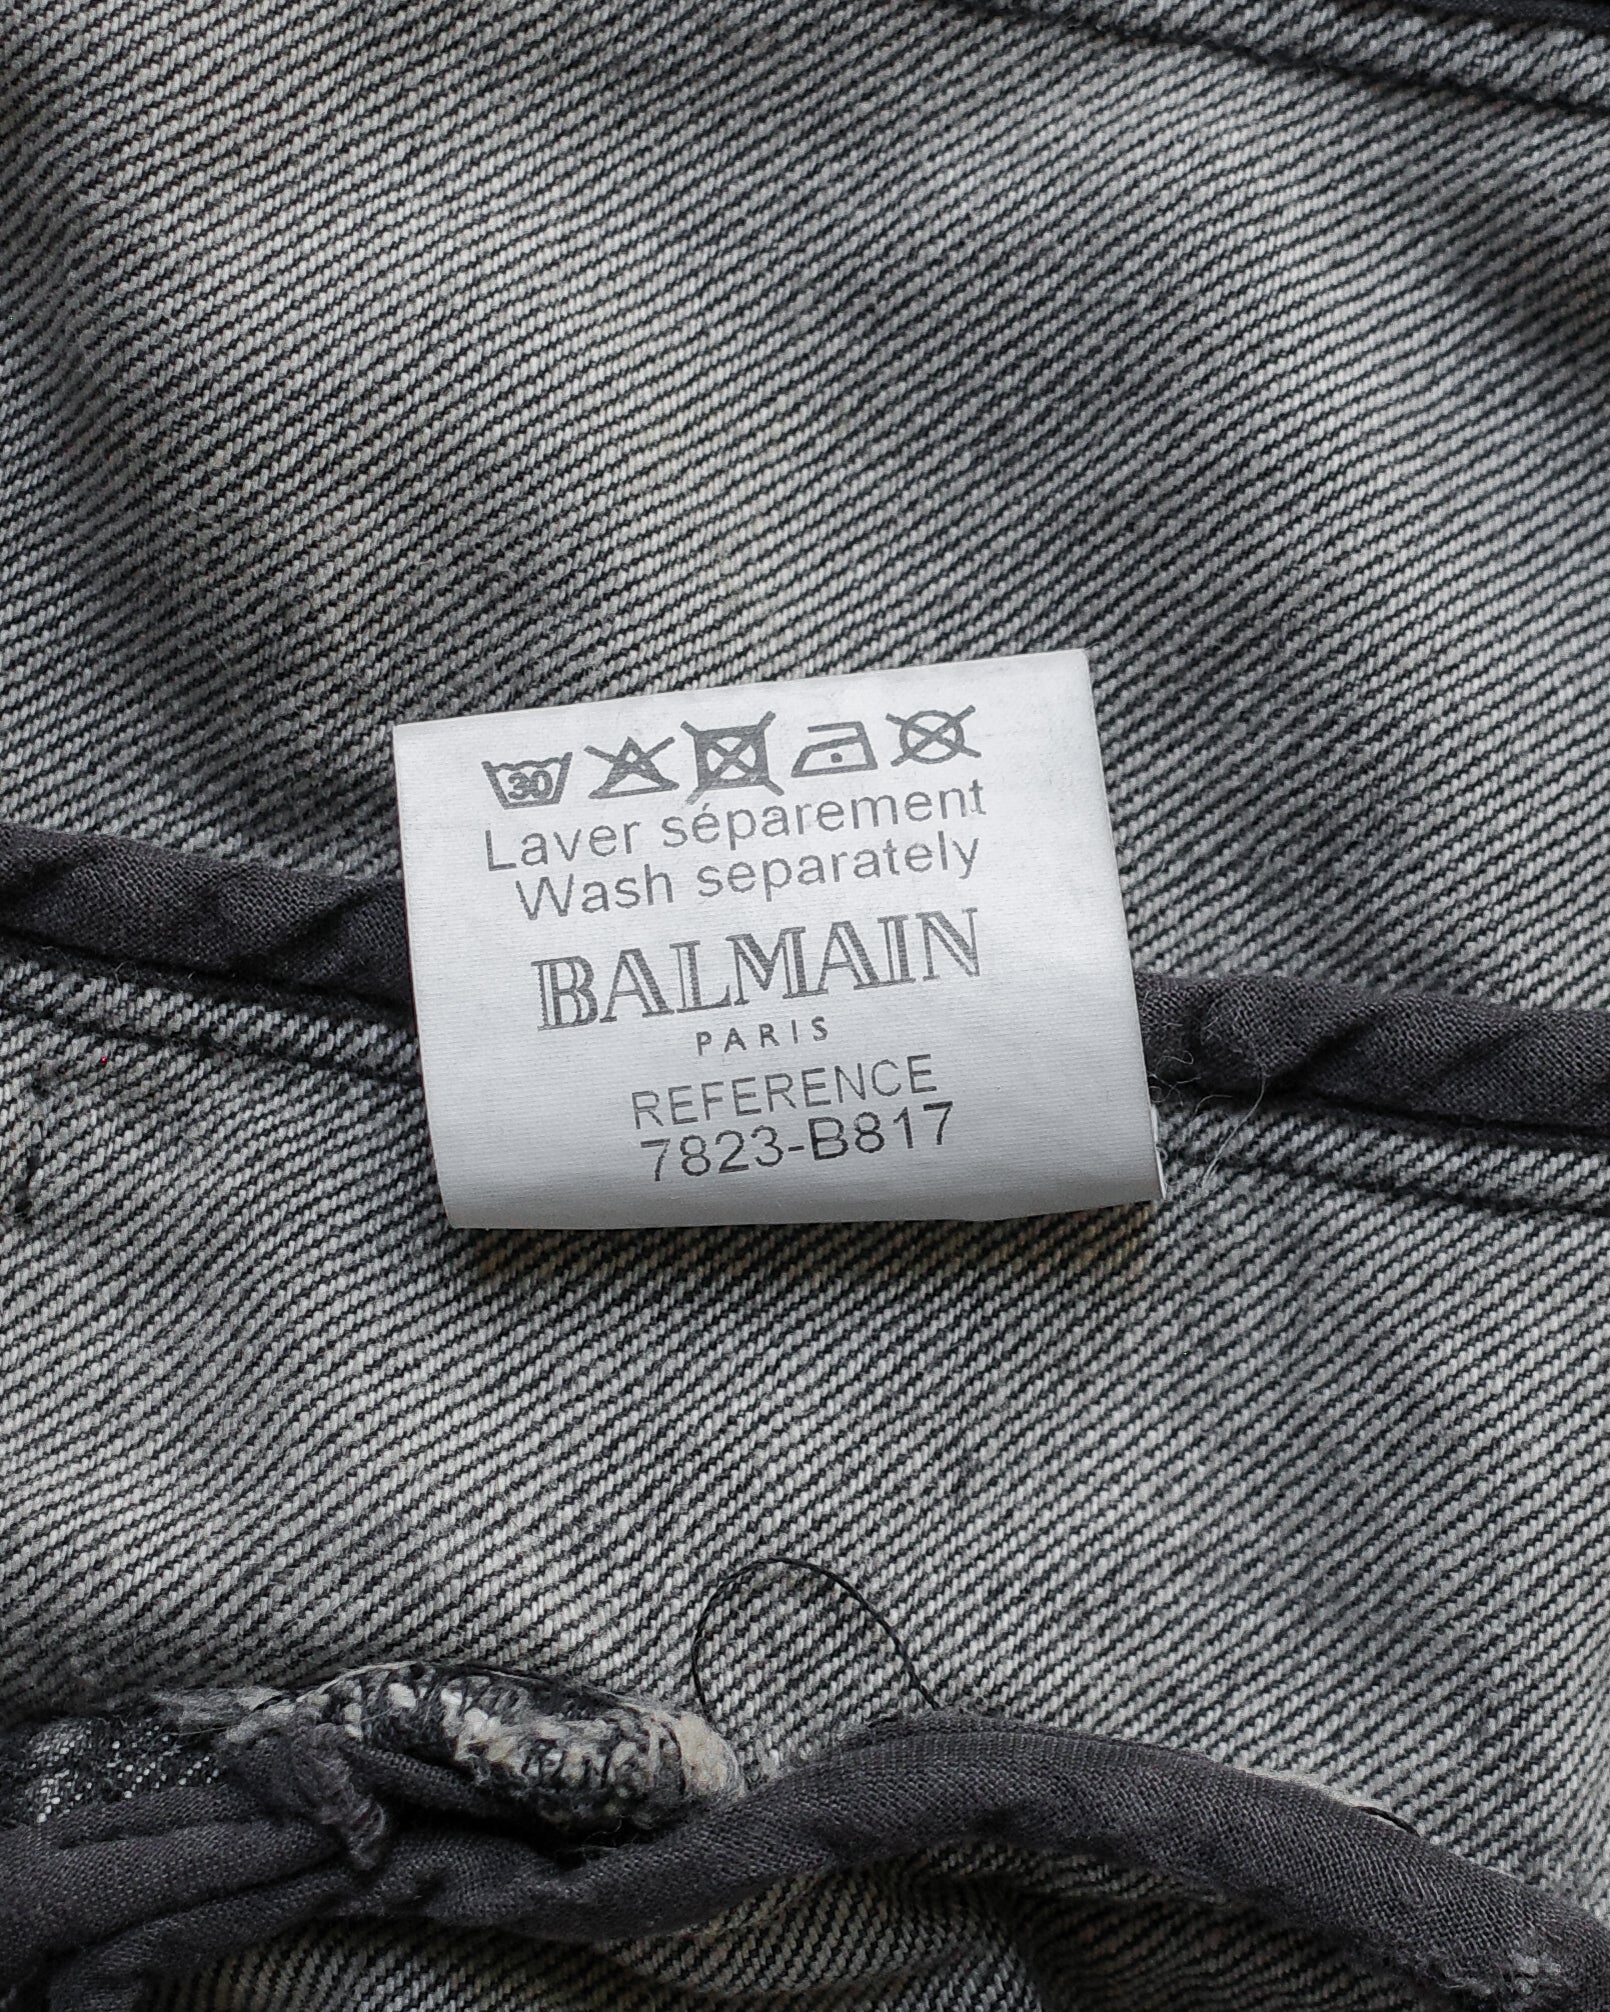 30
Laver séparement
Wash separately
BALMAIN
PARIS
REFERENCE
7823-B817